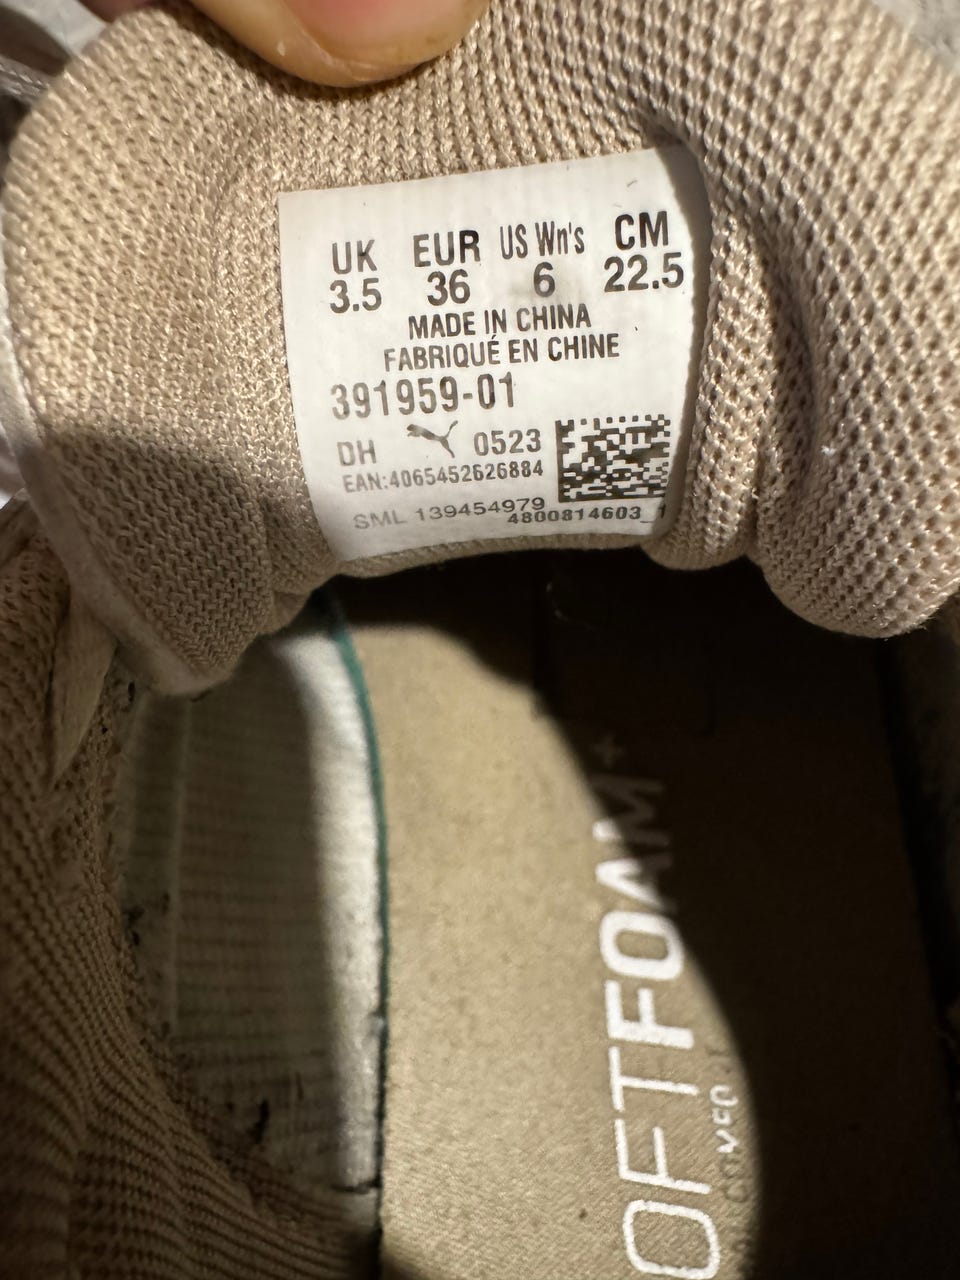 UK EUR US Wn's CM
3.5 36 6 22.5
MADE IN CHINA
FABRIQUÉ EN CHINE
391959-01
DH 0523
EAN:4065452626884
SML 139454979
4800814603_1
OFTFOAM+